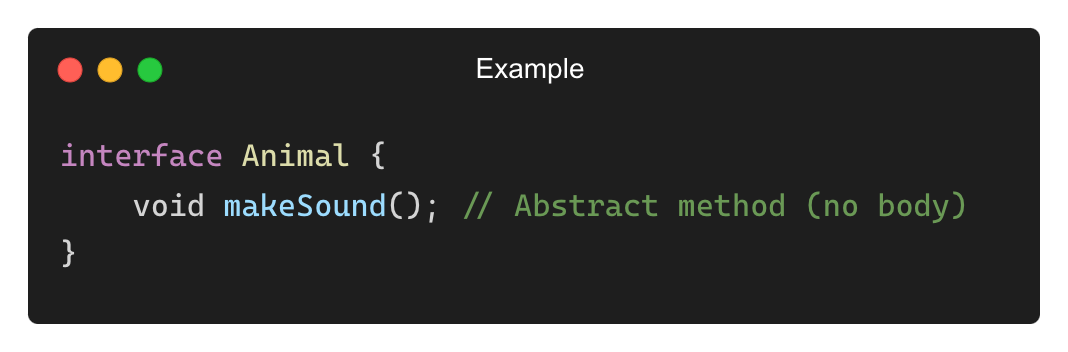 Example
interface Animal {
    void makeSound(); // Abstract method (no body)
}